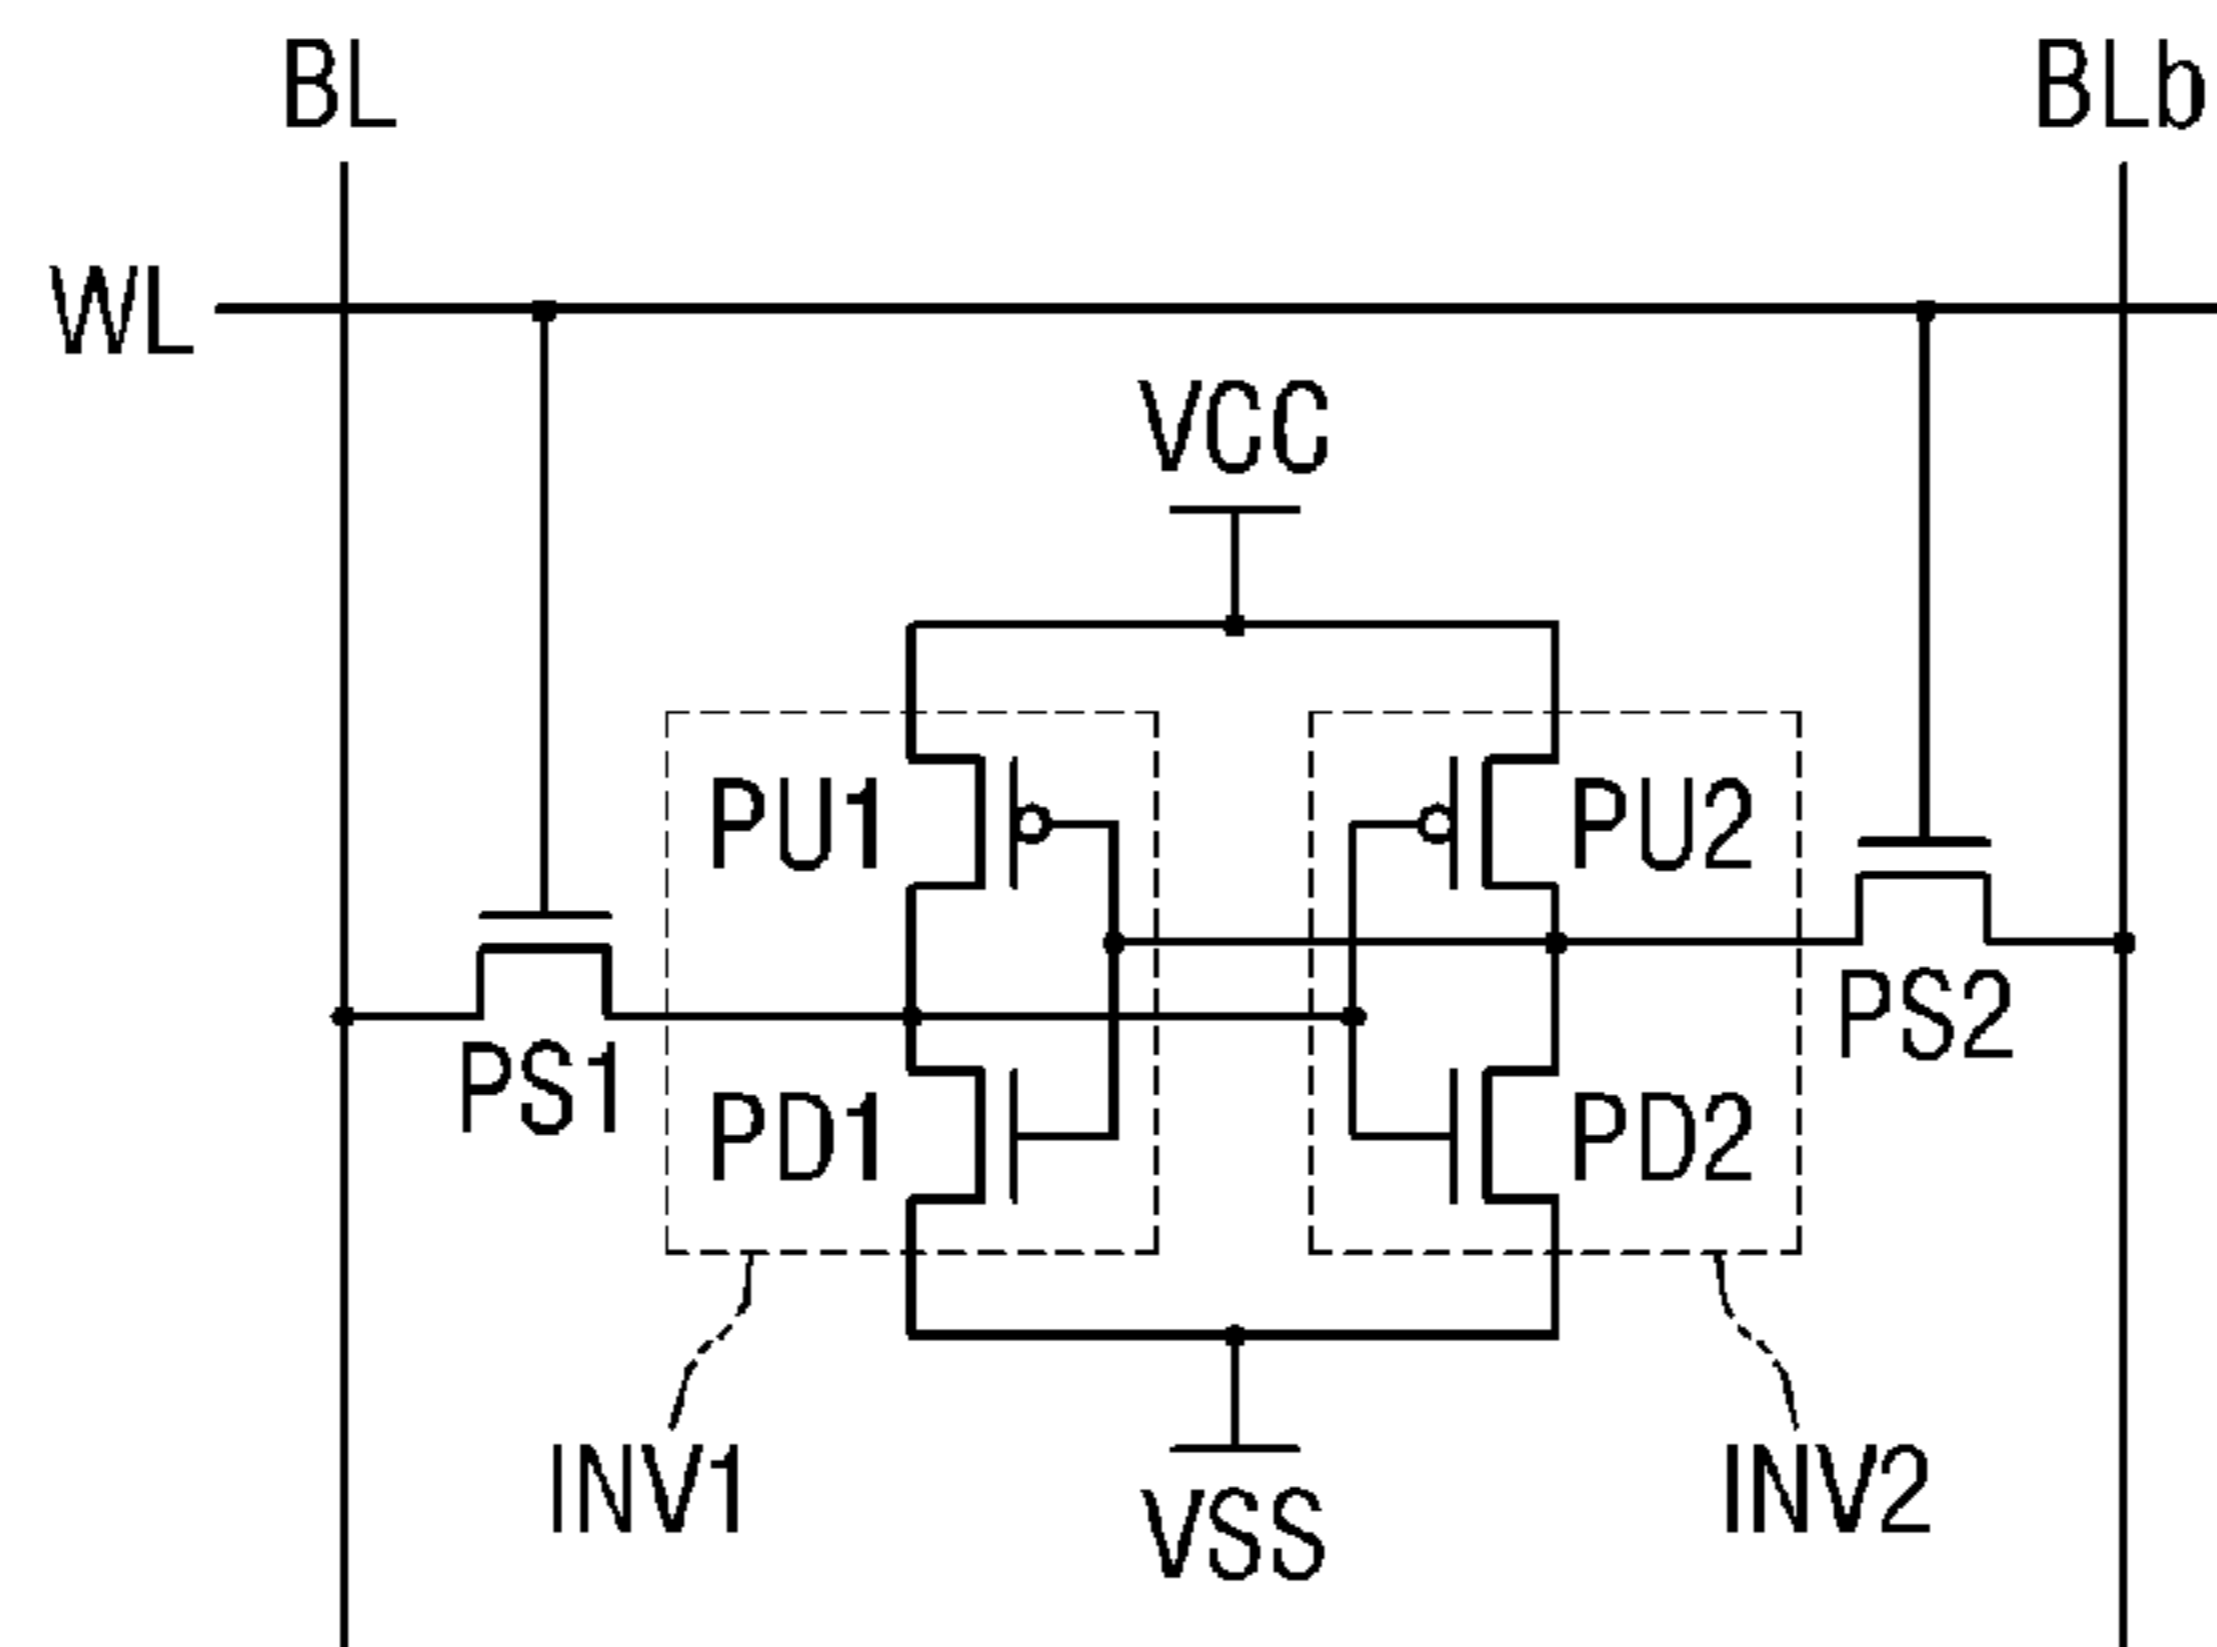 BL
BLb
WL
VCC
PU1
PU2
PS1
PS2
PD1
PD2
INV1
INV2
VSS